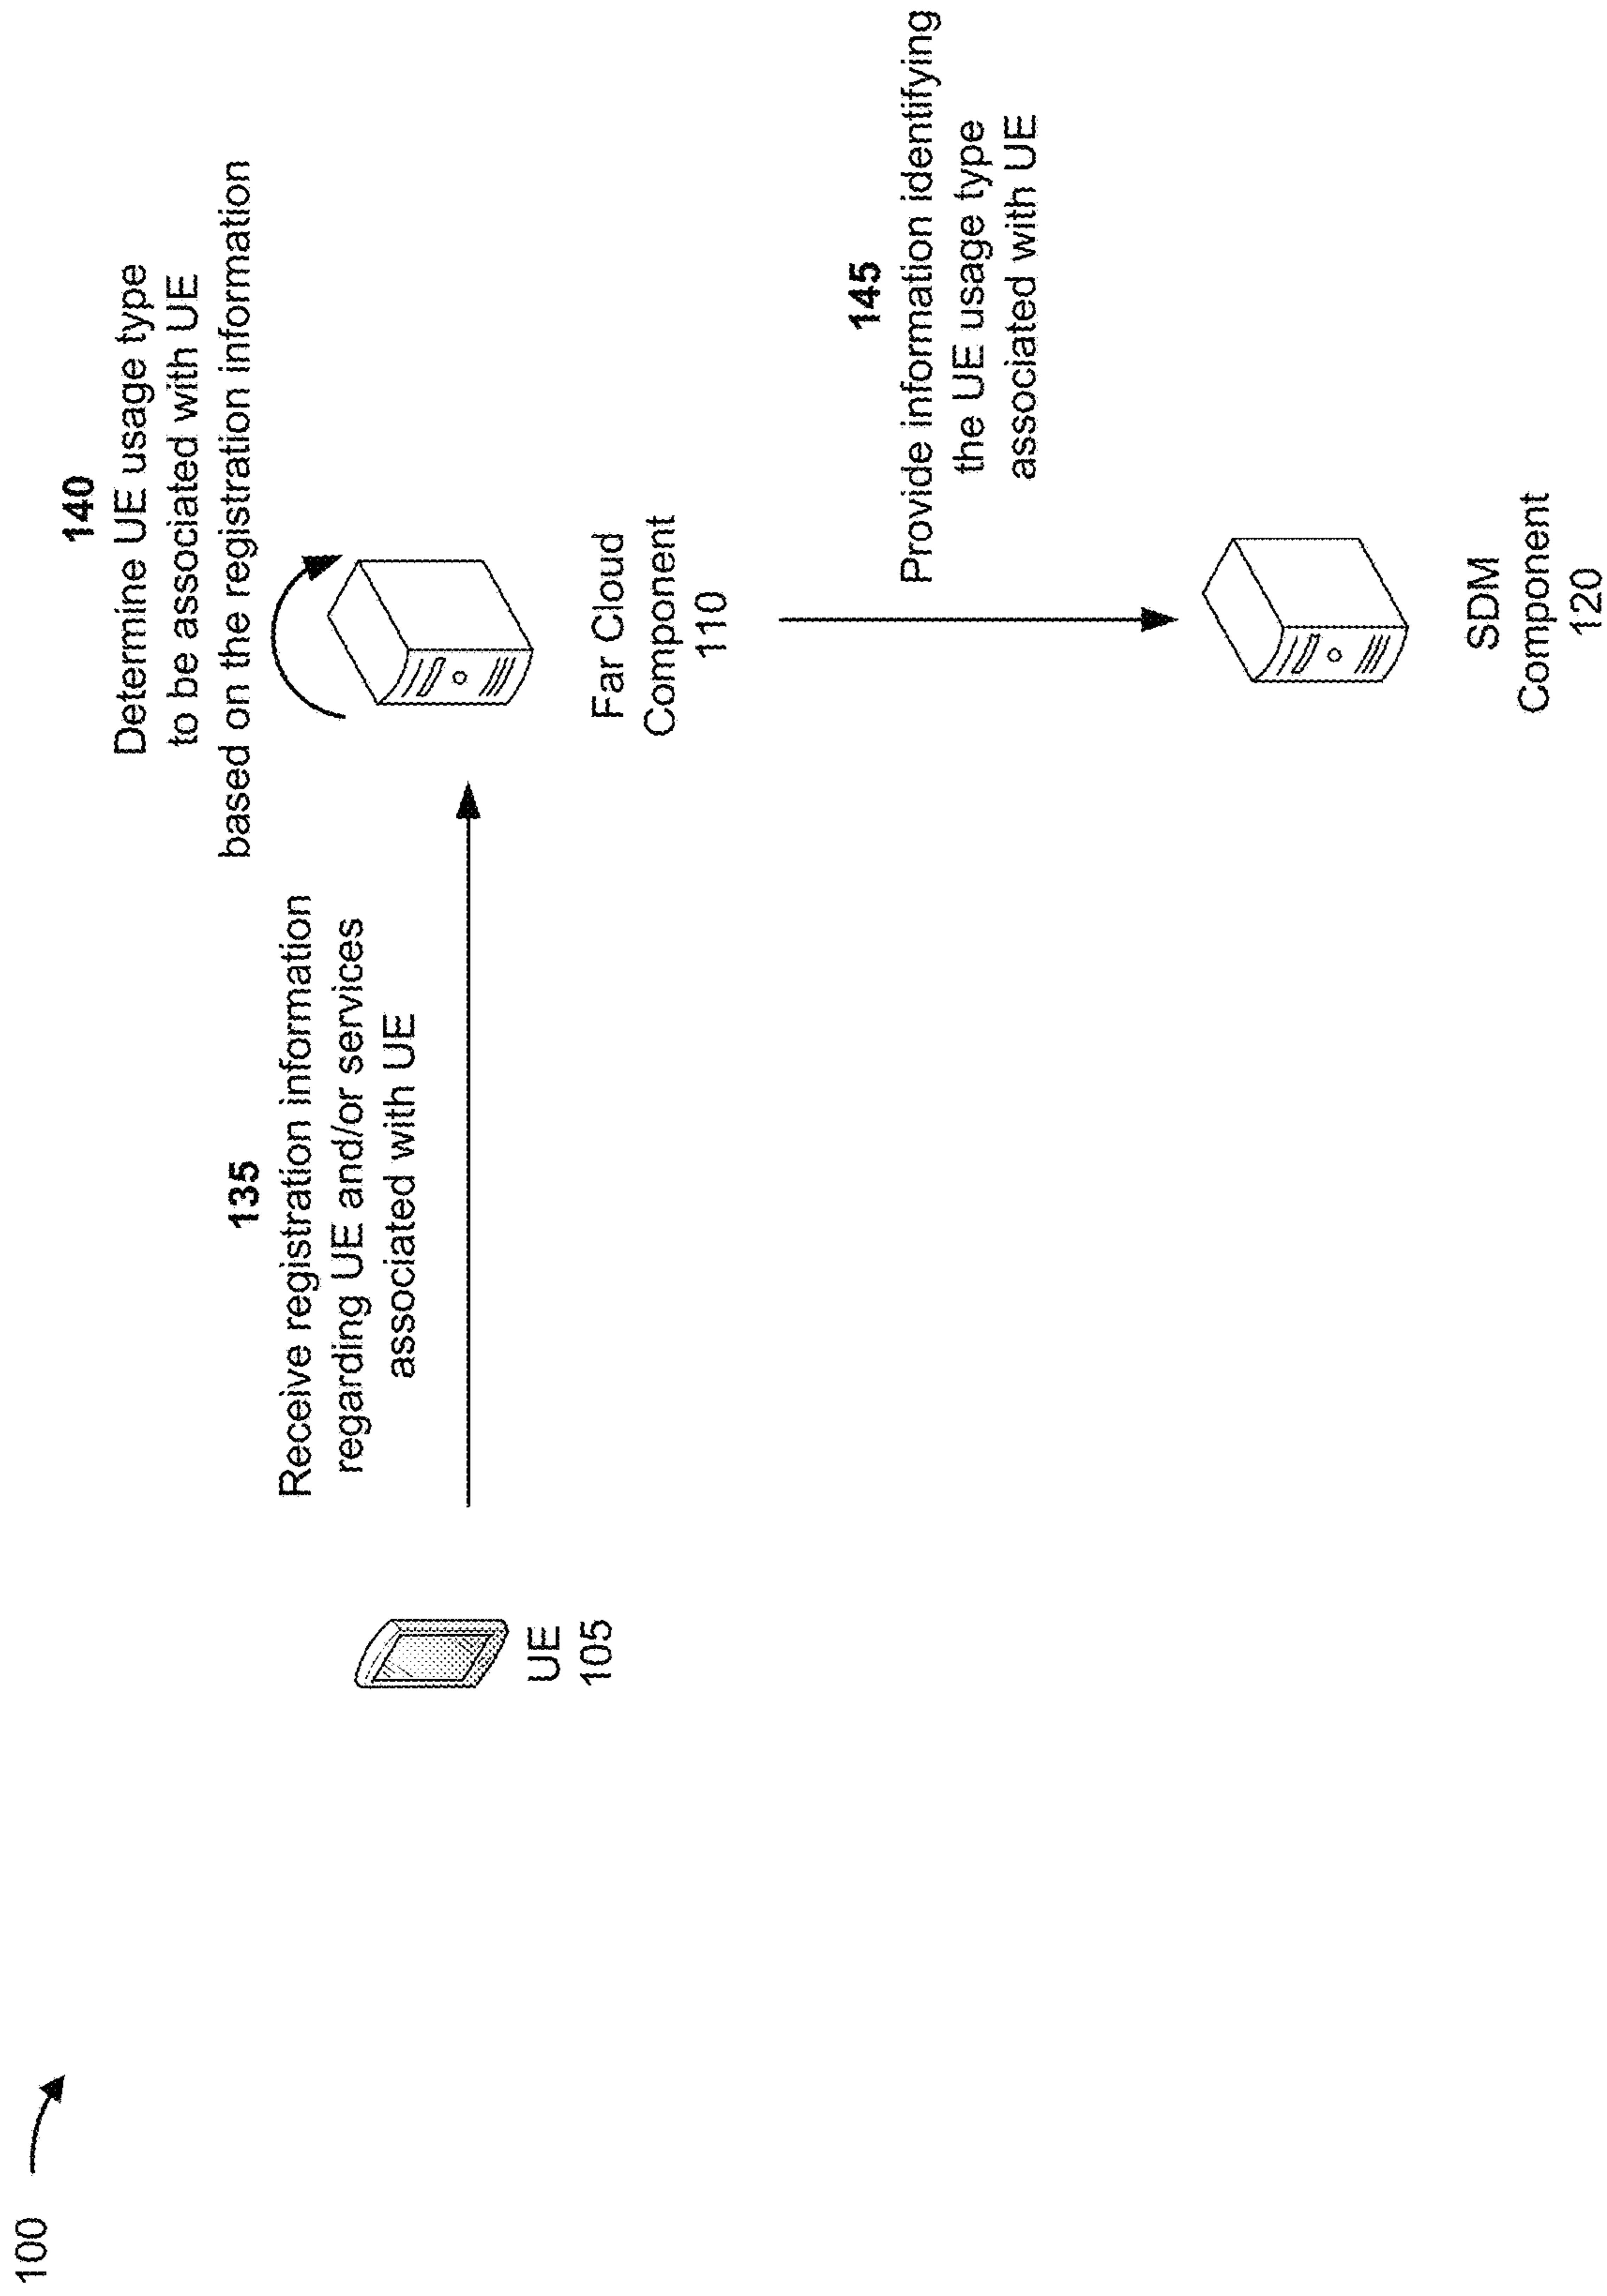 100
135
Receive registration information
regarding UE and/or services
associated with UE
140
Determine UE usage type
to be associated with UE
based on the registration information
UE
105
Far Cloud
Component
110
145
Provide information identifying
the UE usage type
associated with UE
SDM
Component
120